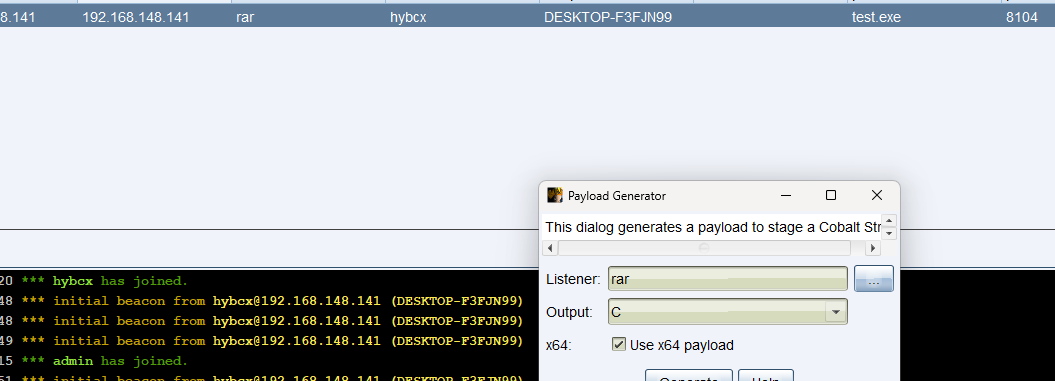 8.141 192.168.148.141 rar hybcx DESKTOP-F3FJN99 test.exe 8104
Payload Generator
This dialog generates a payload to stage a Cobalt Str
Listener: rar ...
Output: C
x64: Use x64 payload
Generate Help
20 *** hybcx has joined.
48 *** initial beacon from hybcx@192.168.148.141 (DESKTOP-F3FJN99)
48 *** initial beacon from hybcx@192.168.148.141 (DESKTOP-F3FJN99)
49 *** initial beacon from hybcx@192.168.148.141 (DESKTOP-F3FJN99)
15 *** admin has joined.
51 *** initial beacon from hybcx@192.168.148.141 (DESKTOP-F3FJN99)